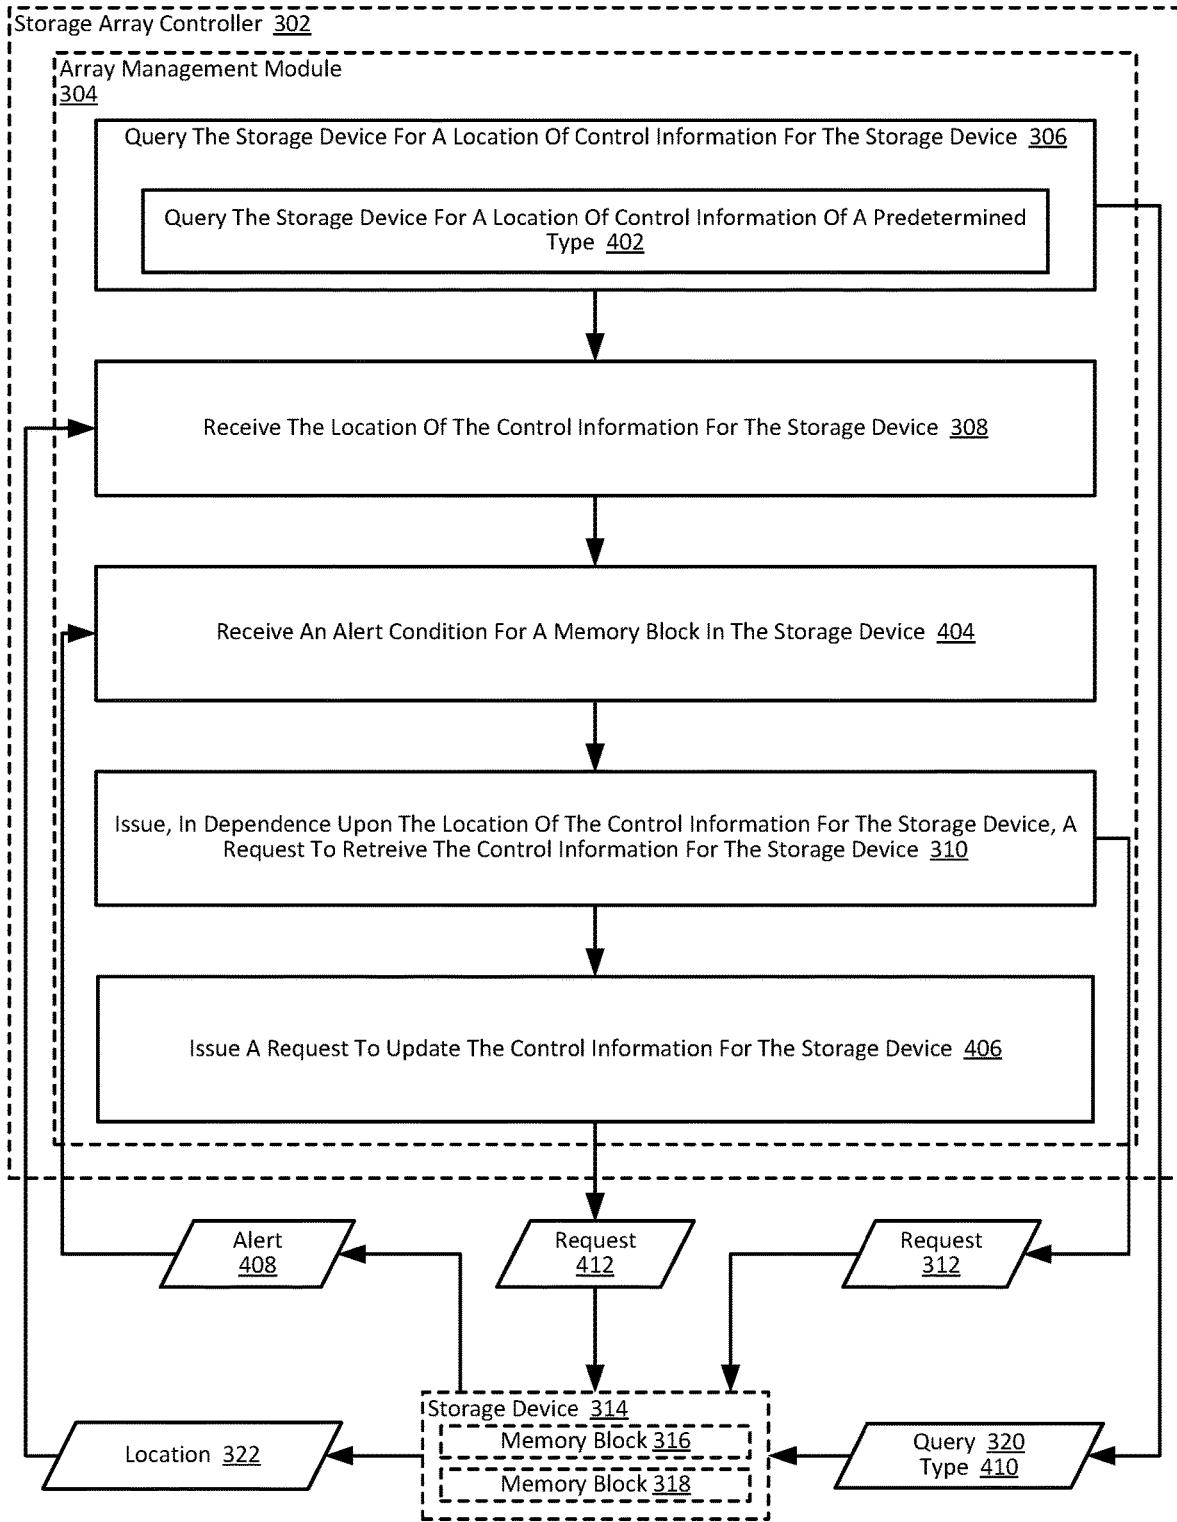 Storage Array Controller 302
Array Management Module
304
Query The Storage Device For A Location Of Control Information For The Storage Device 306
Query The Storage Device For A Location Of Control Information Of A Predetermined
Type 402
Receive The Location Of The Control Information For The Storage Device 308
Receive An Alert Condition For A Memory Block In The Storage Device 404
Issue, In Dependence Upon The Location Of The Control Information For The Storage Device, A
Request To Retreive The Control Information For The Storage Device 310
Issue A Request To Update The Control Information For The Storage Device 406
Alert
408
Request
412
Request
312
Storage Device 314
Memory Block 316
Memory Block 318
Location 322
Query 320
Type 410